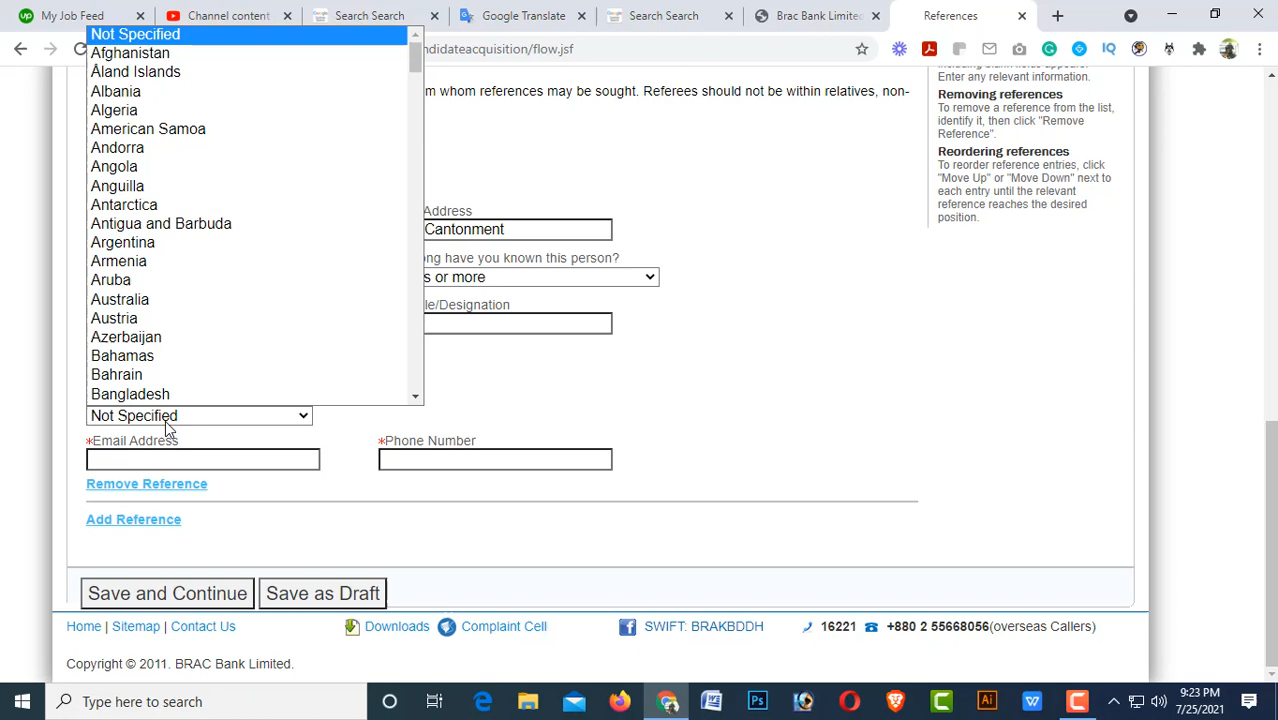 My Job Feed
Channel content
Search Search
Google Translate
Search Search
Brac Bank Limited
References
ndidateacquisition/flow.jsf
IQ
Not Specified
Afghanistan
Åland Islands
Albania
Algeria
American Samoa
Andorra
Angola
Anguilla
Antarctica
Antigua and Barbuda
Argentina
Armenia
Aruba
Australia
Austria
Azerbaijan
Bahamas
Bahrain
Bangladesh
m whom references may be sought. Referees should not be within relatives, non-
Address
Cantonment
ong have you known this person?
s or more
le/Designation
Not Specified
*Email Address
*Phone Number
Remove Reference
Add Reference
Save and Continue
Save as Draft
Enter any relevant information.
Removing references
To remove a reference from the list,
identify it, then click "Remove
Reference".
Reordering references
To reorder reference entries, click
"Move Up" or "Move Down" next to
each entry until the relevant
reference reaches the desired
position.
Home | Sitemap | Contact Us
Downloads
Complaint Cell
SWIFT: BRAKBDDH
16221
+880 2 55668056(overseas Callers)
Copyright © 2011. BRAC Bank Limited.
Type here to search
9:23 PM
7/25/2021